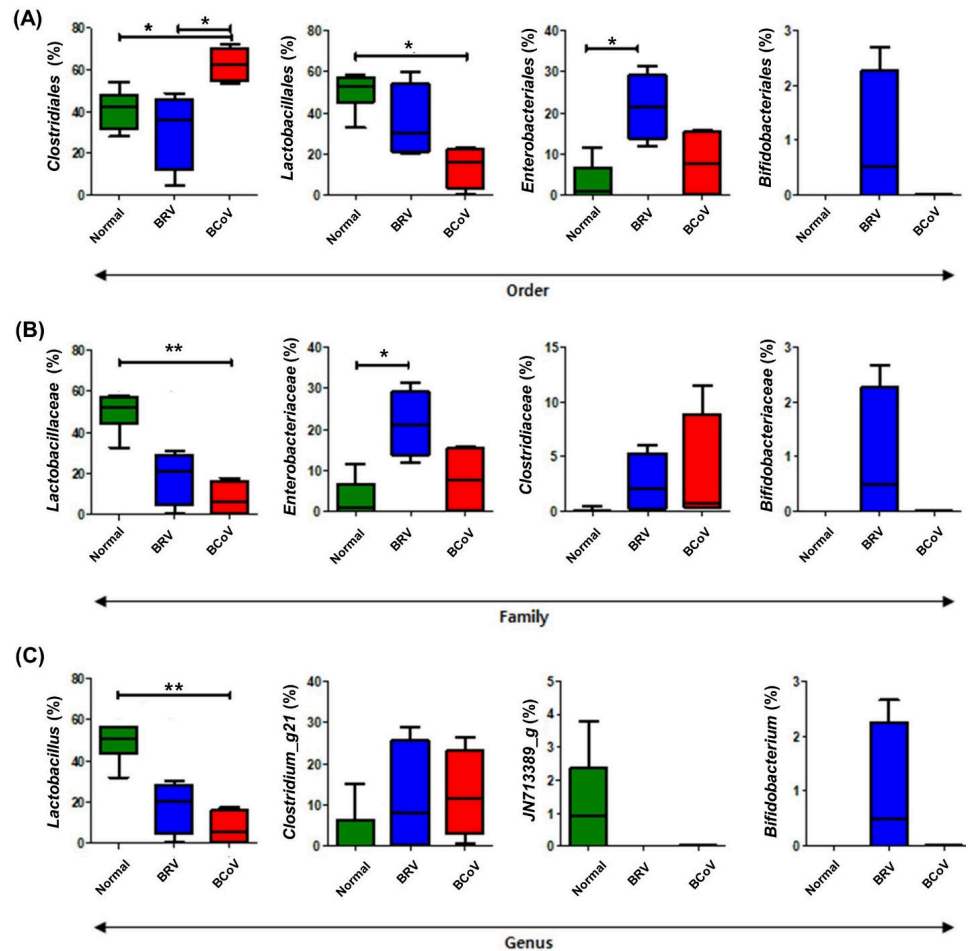 (A)
Clostridiales (%)
80
60
40
20
0
* *
Normal BRV BCoV
Lactobacillales (%)
80
60
40
20
0
*
Normal BRV BCoV
Enterobacteriales (%)
40
30
20
10
0
*
Normal BRV BCoV
Bifidobacteriales (%)
3
2
1
0
Normal BRV BCoV
Order
(B)
Lactobacillaceae (%)
80
60
40
20
0
**
Normal BRV BCoV
Enterobacteriaceae (%)
40
30
20
10
0
*
Normal BRV BCoV
Clostridiaceae (%)
15
10
5
0
Normal BRV BCoV
Bifidobacteriaceae (%)
3
2
1
0
Normal BRV BCoV
Family
(C)
Lactobacillus (%)
80
60
40
20
0
**
Normal BRV BCoV
Clostridium_g21 (%)
40
30
20
10
0
Normal BRV BCoV
JN713389_g (%)
5
4
3
2
1
0
Normal BRV BCoV
Bifidobacterium (%)
3
2
1
0
Normal BRV BCoV
Genus